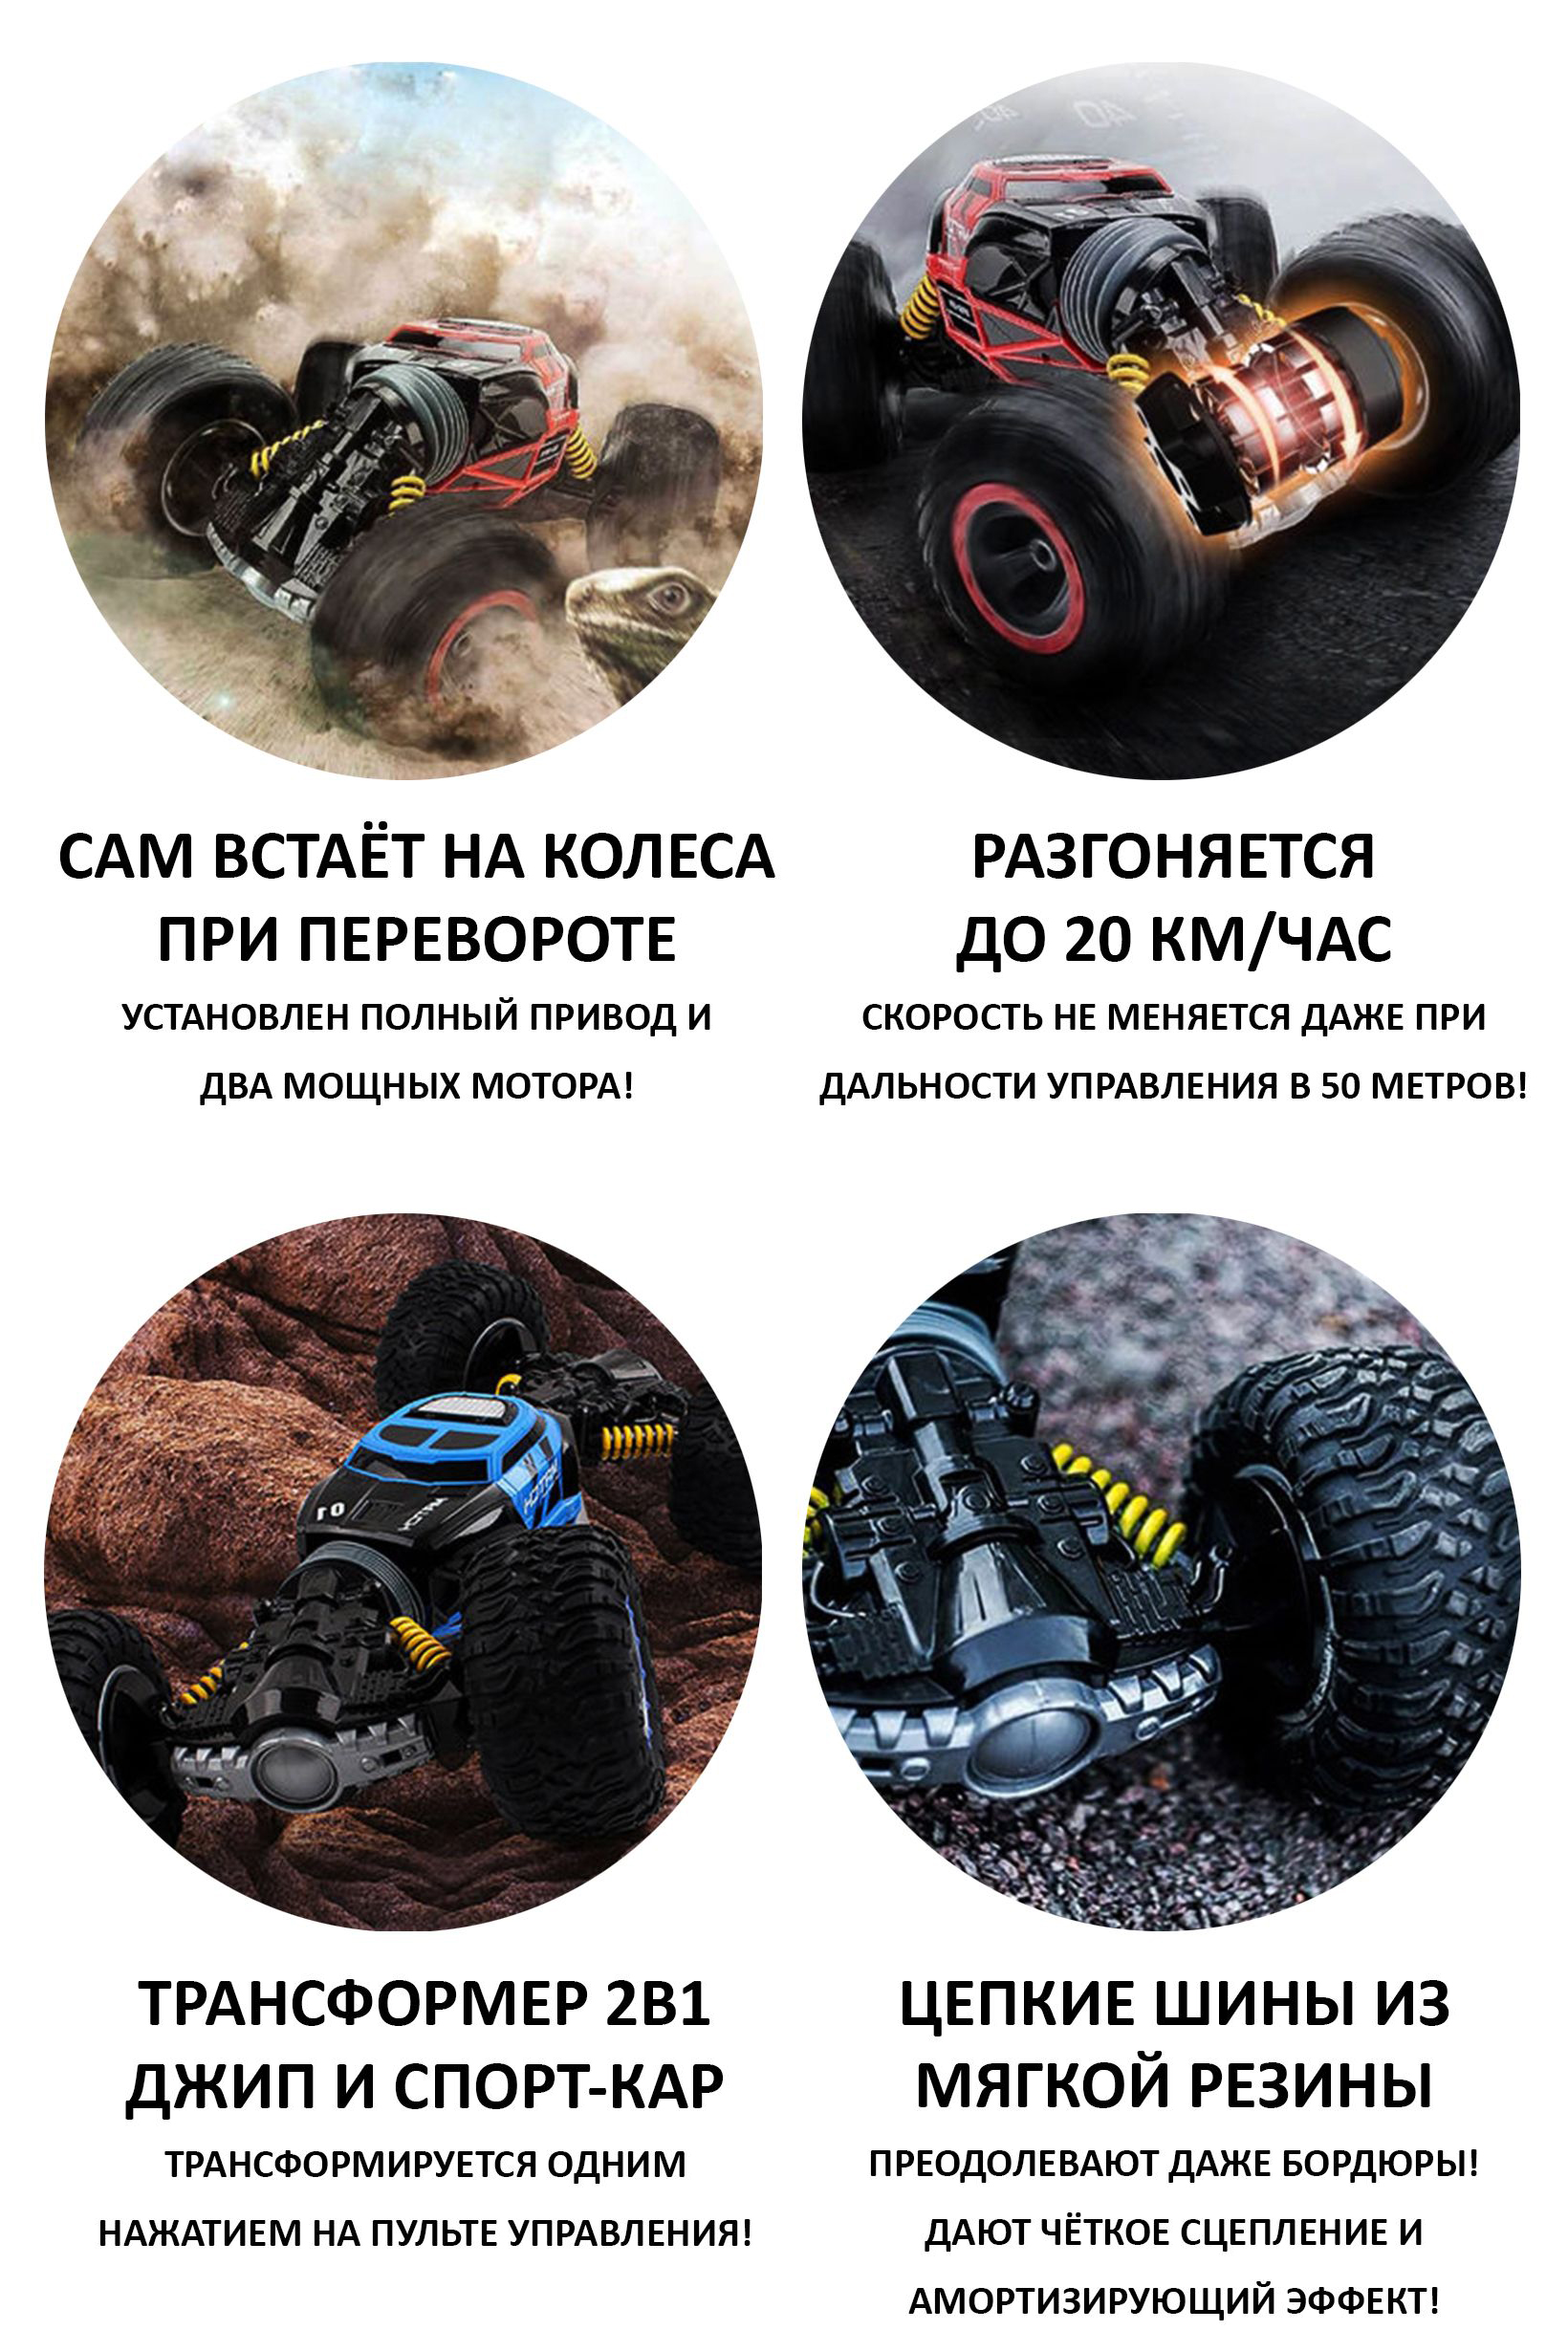 САМ ВСТАЁТ НА КОЛЕСА
ПРИ ПЕРЕВОРОТЕ
УСТАНОВЛЕН ПОЛНЫЙ ПРИВОД И
ДВА МОЩНЫХ МОТОРА!
РАЗГОНЯЕТСЯ
ДО 20 КМ/ЧАС
СКОРОСТЬ НЕ МЕНЯЕТСЯ ДАЖЕ ПРИ
ДАЛЬНОСТИ УПРАВЛЕНИЯ В 50 МЕТРОВ!
ТРАНСФОРМЕР 2В1
ДЖИП И СПОРТ-КАР
ТРАНСФОРМИРУЕТСЯ ОДНИМ
НАЖАТИЕМ НА ПУЛЬТЕ УПРАВЛЕНИЯ!
ЦЕПКИЕ ШИНЫ ИЗ
МЯГКОЙ РЕЗИНЫ
ПРЕОДОЛЕВАЮТ ДАЖЕ БОРДЮРЫ!
ДАЮТ ЧЁТКОЕ СЦЕПЛЕНИЕ И
АМОРТИЗИРУЮЩИЙ ЭФФЕКТ!